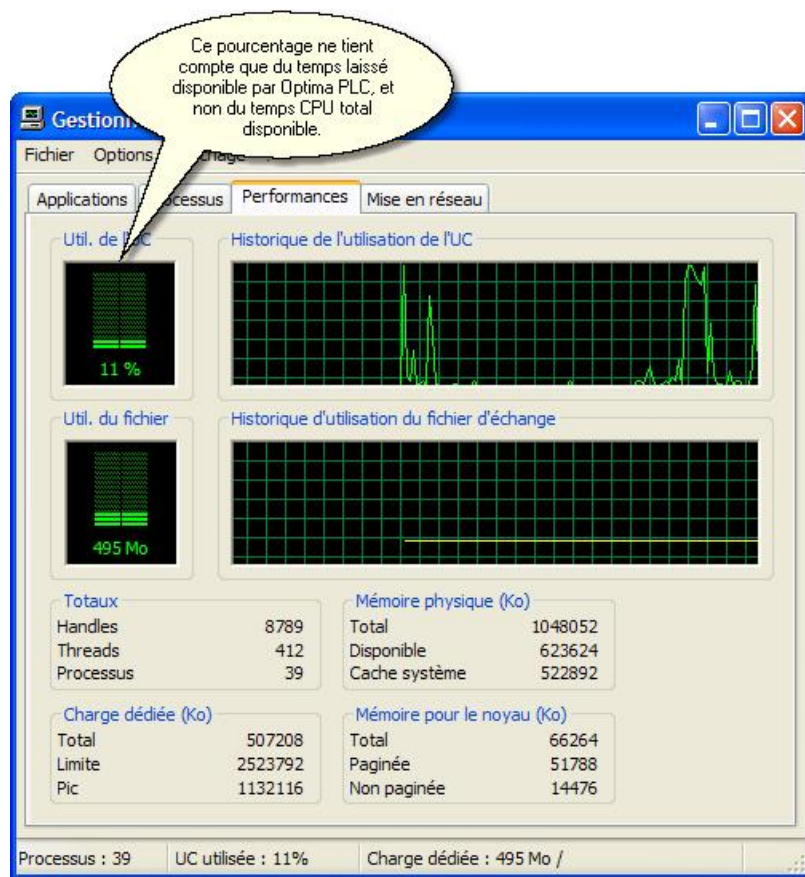 Ce pourcentage ne tient
compte que du temps laissé
disponible par Optima PLC, et
non du temps CPU total
disponible.
Fichier Options
Applications Performances Mise en réseau
Util. de Historique de l'utilisation de l'UC
11 %
Util. du fichier Historique d'utilisation du fichier d'échange
495 Mo
Totaux Mémoire physique (Ko)
Handles 8789 Total 1048052
Threads 412 Disponible 623624
Processus 39 Cache système 522892
Charge dédiée (Ko) Mémoire pour le noyau (Ko)
Total 507208 Total 66264
Limite 2523792 Paginée 51788
Pic 1132116 Non paginée 14476
Processus : 39 UC utilisée : 11% Charge dédiée : 495 Mo /